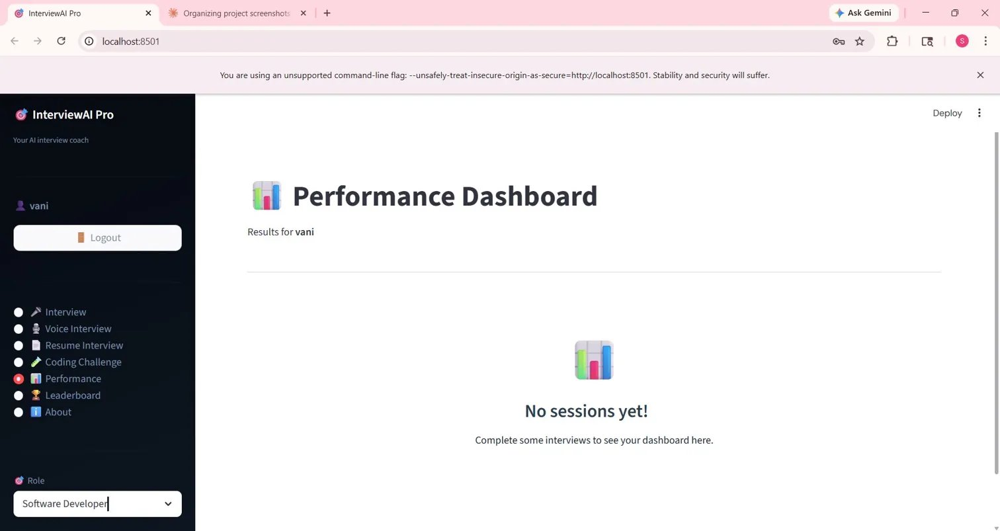 InterviewAI Pro
Organizing project screenshots
Ask Gemini
localhost:8501
S
You are using an unsupported command-line flag: --unsafely-treat-insecure-origin-as-secure=http://localhost:8501. Stability and security will suffer.
InterviewAI Pro
Your AI interview coach
vani
Logout
Interview
Voice Interview
Resume Interview
Coding Challenge
Performance
Leaderboard
About
Role
Software Developer
Deploy
Performance Dashboard
Results for vani
No sessions yet!
Complete some interviews to see your dashboard here.